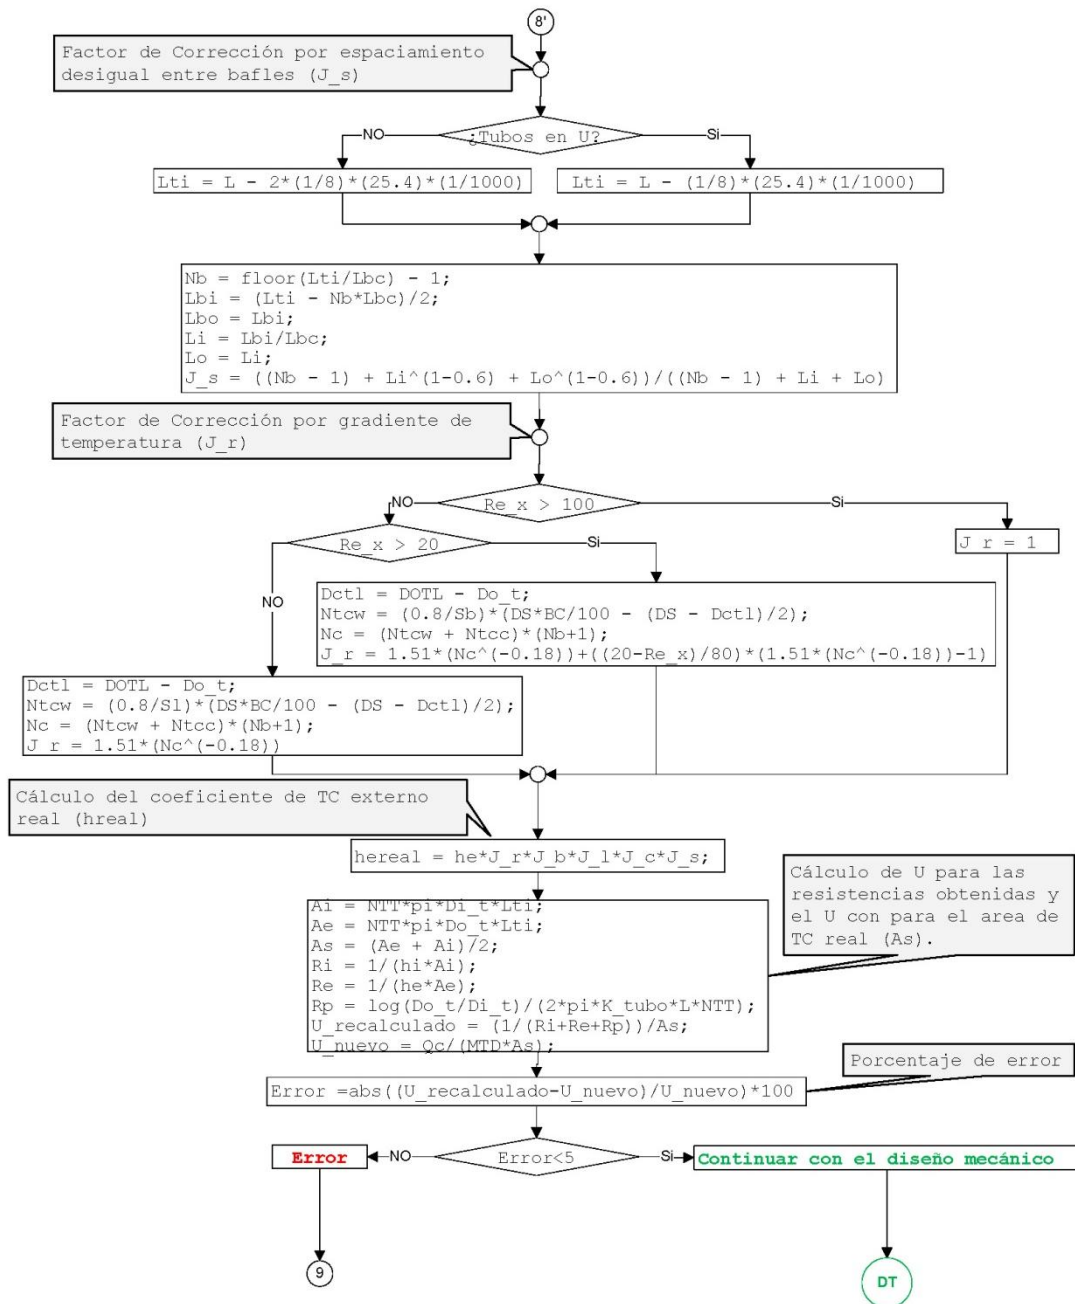 8'
Factor de Corrección por espaciamiento
desigual entre bafles (J_s)
¿Tubos en U?
NO
Si
Lti = L - 2*(1/8)*(25.4)*(1/1000)
Lti = L - (1/8)*(25.4)*(1/1000)
Nb = floor(Lti/Lbc) - 1;
Lbi = (Lti - Nb*Lbc)/2;
Lbo = Lbi;
Li = Lbi/Lbc;
Lo = Li;
J_s = ((Nb - 1) + Li^(1-0.6) + Lo^(1-0.6))/((Nb - 1) + Li + Lo)
Factor de Corrección por gradiente de
temperatura (J_r)
Re_x > 100
NO
Si
Re_x > 20
Si
NO
J r = 1
Dctl = DOTL - Do_t;
Ntcw = (0.8/Sb)*(DS*BC/100 - (DS - Dctl)/2);
Nc = (Ntcw + Ntcc)*(Nb+1);
J_r = 1.51*(Nc^(-0.18))+((20-Re_x)/80)*(1.51*(Nc^(-0.18))-1)
Dctl = DOTL - Do_t;
Ntcw = (0.8/Sl)*(DS*BC/100 - (DS - Dctl)/2);
Nc = (Ntcw + Ntcc)*(Nb+1);
J r = 1.51*(Nc^(-0.18))
Cálculo del coeficiente de TC externo
real (hreal)
hereal = he*J_r*J_b*J_l*J_c*J_s;
Cálculo de U para las
resistencias obtenidas y
el U con para el area de
TC real (As).
Ai = NTT*pi*Di_t*Lti;
Ae = NTT*pi*Do_t*Lti;
As = (Ae + Ai)/2;
Ri = 1/(hi*Ai);
Re = 1/(he*Ae);
Rp = log(Do_t/Di_t)/(2*pi*K_tubo*L*NTT);
U_recalculado = (1/(Ri+Re+Rp))/As;
U_nuevo = Qc/(MTD*As);
Porcentaje de error
Error =abs((U_recalculado-U_nuevo)/U_nuevo)*100
Error<5
NO
Si
Error
Continuar con el diseño mecánico
9
DT